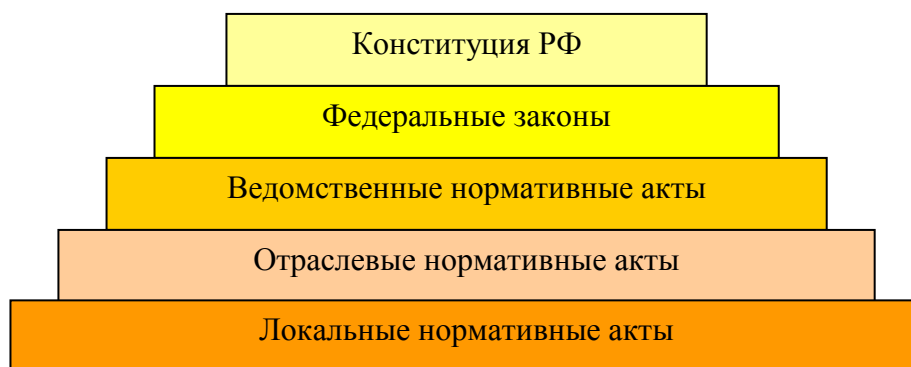 Конституция РФ
Федеральные законы
Ведомственные нормативные акты
Отраслевые нормативные акты
Локальные нормативные акты